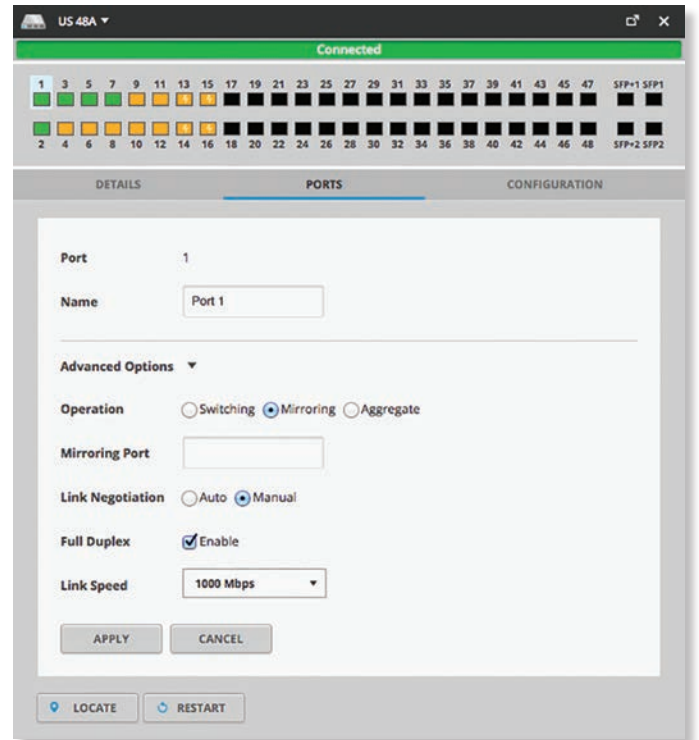 US 48A
Connected
1 3 5 7 9 11 13 15 17 19 21 23 25 27 29 31 33 35 37 39 41 43 45 47 SFP+1 SFP1
2 4 6 8 10 12 14 16 18 20 22 24 26 28 30 32 34 36 38 40 42 44 46 48 SFP+2 SFP2
DETAILS PORTS CONFIGURATION
Port 1
Name Port 1
Advanced Options
Operation Switching Mirroring Aggregate
Mirroring Port
Link Negotiation Auto Manual
Full Duplex Enable
Link Speed 1000 Mbps
APPLY CANCEL
LOCATE RESTART